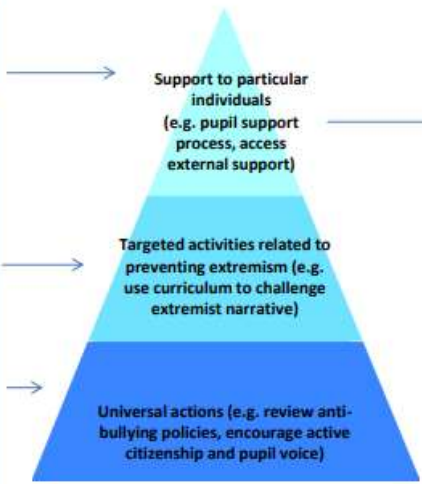 Support to particular
individuals
(e.g. pupil support
process, access
external support)
Targeted activities related to
preventing extremism (e.g.
use curriculum to challenge
extremist narrative)
Universal actions (e.g. review anti-
bullying policies, encourage active
citizenship and pupil voice)